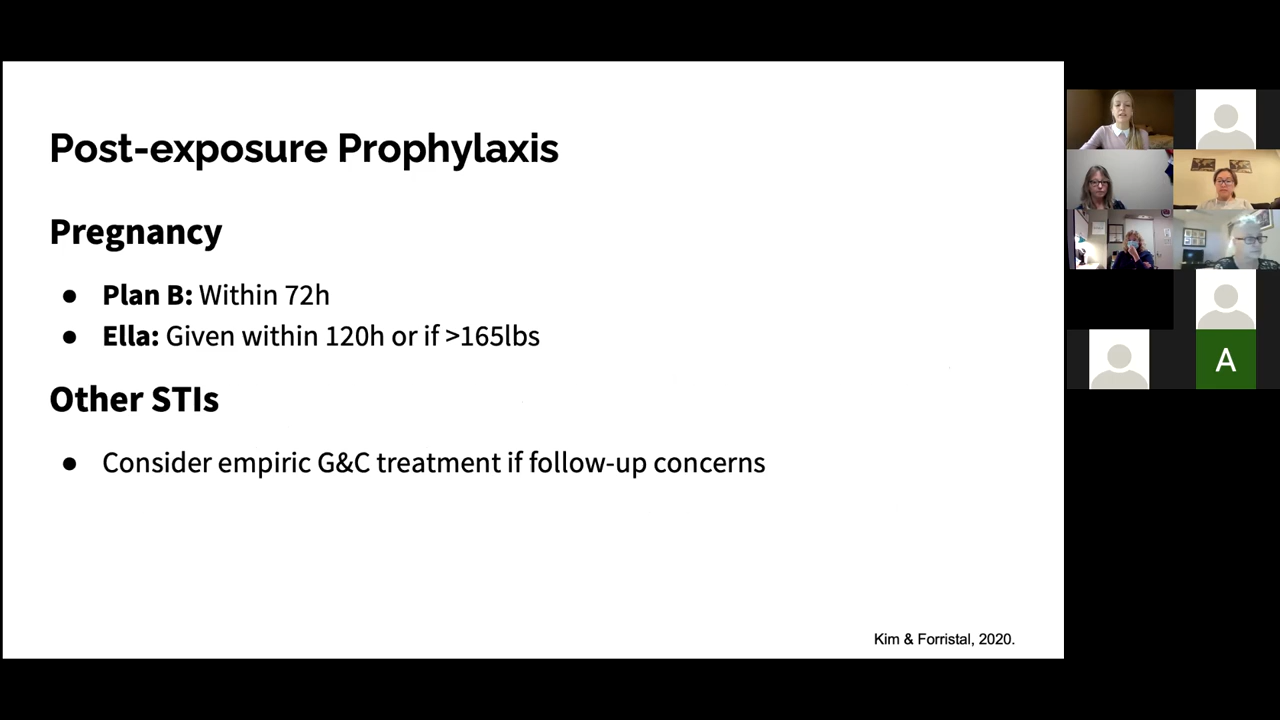 Post-exposure Prophylaxis
Pregnancy
● Plan B: Within 72h
● Ella: Given within 120h or if >165lbs
Other STIs
● Consider empiric G&C treatment if follow-up concerns
Kim & Forristal, 2020.
A